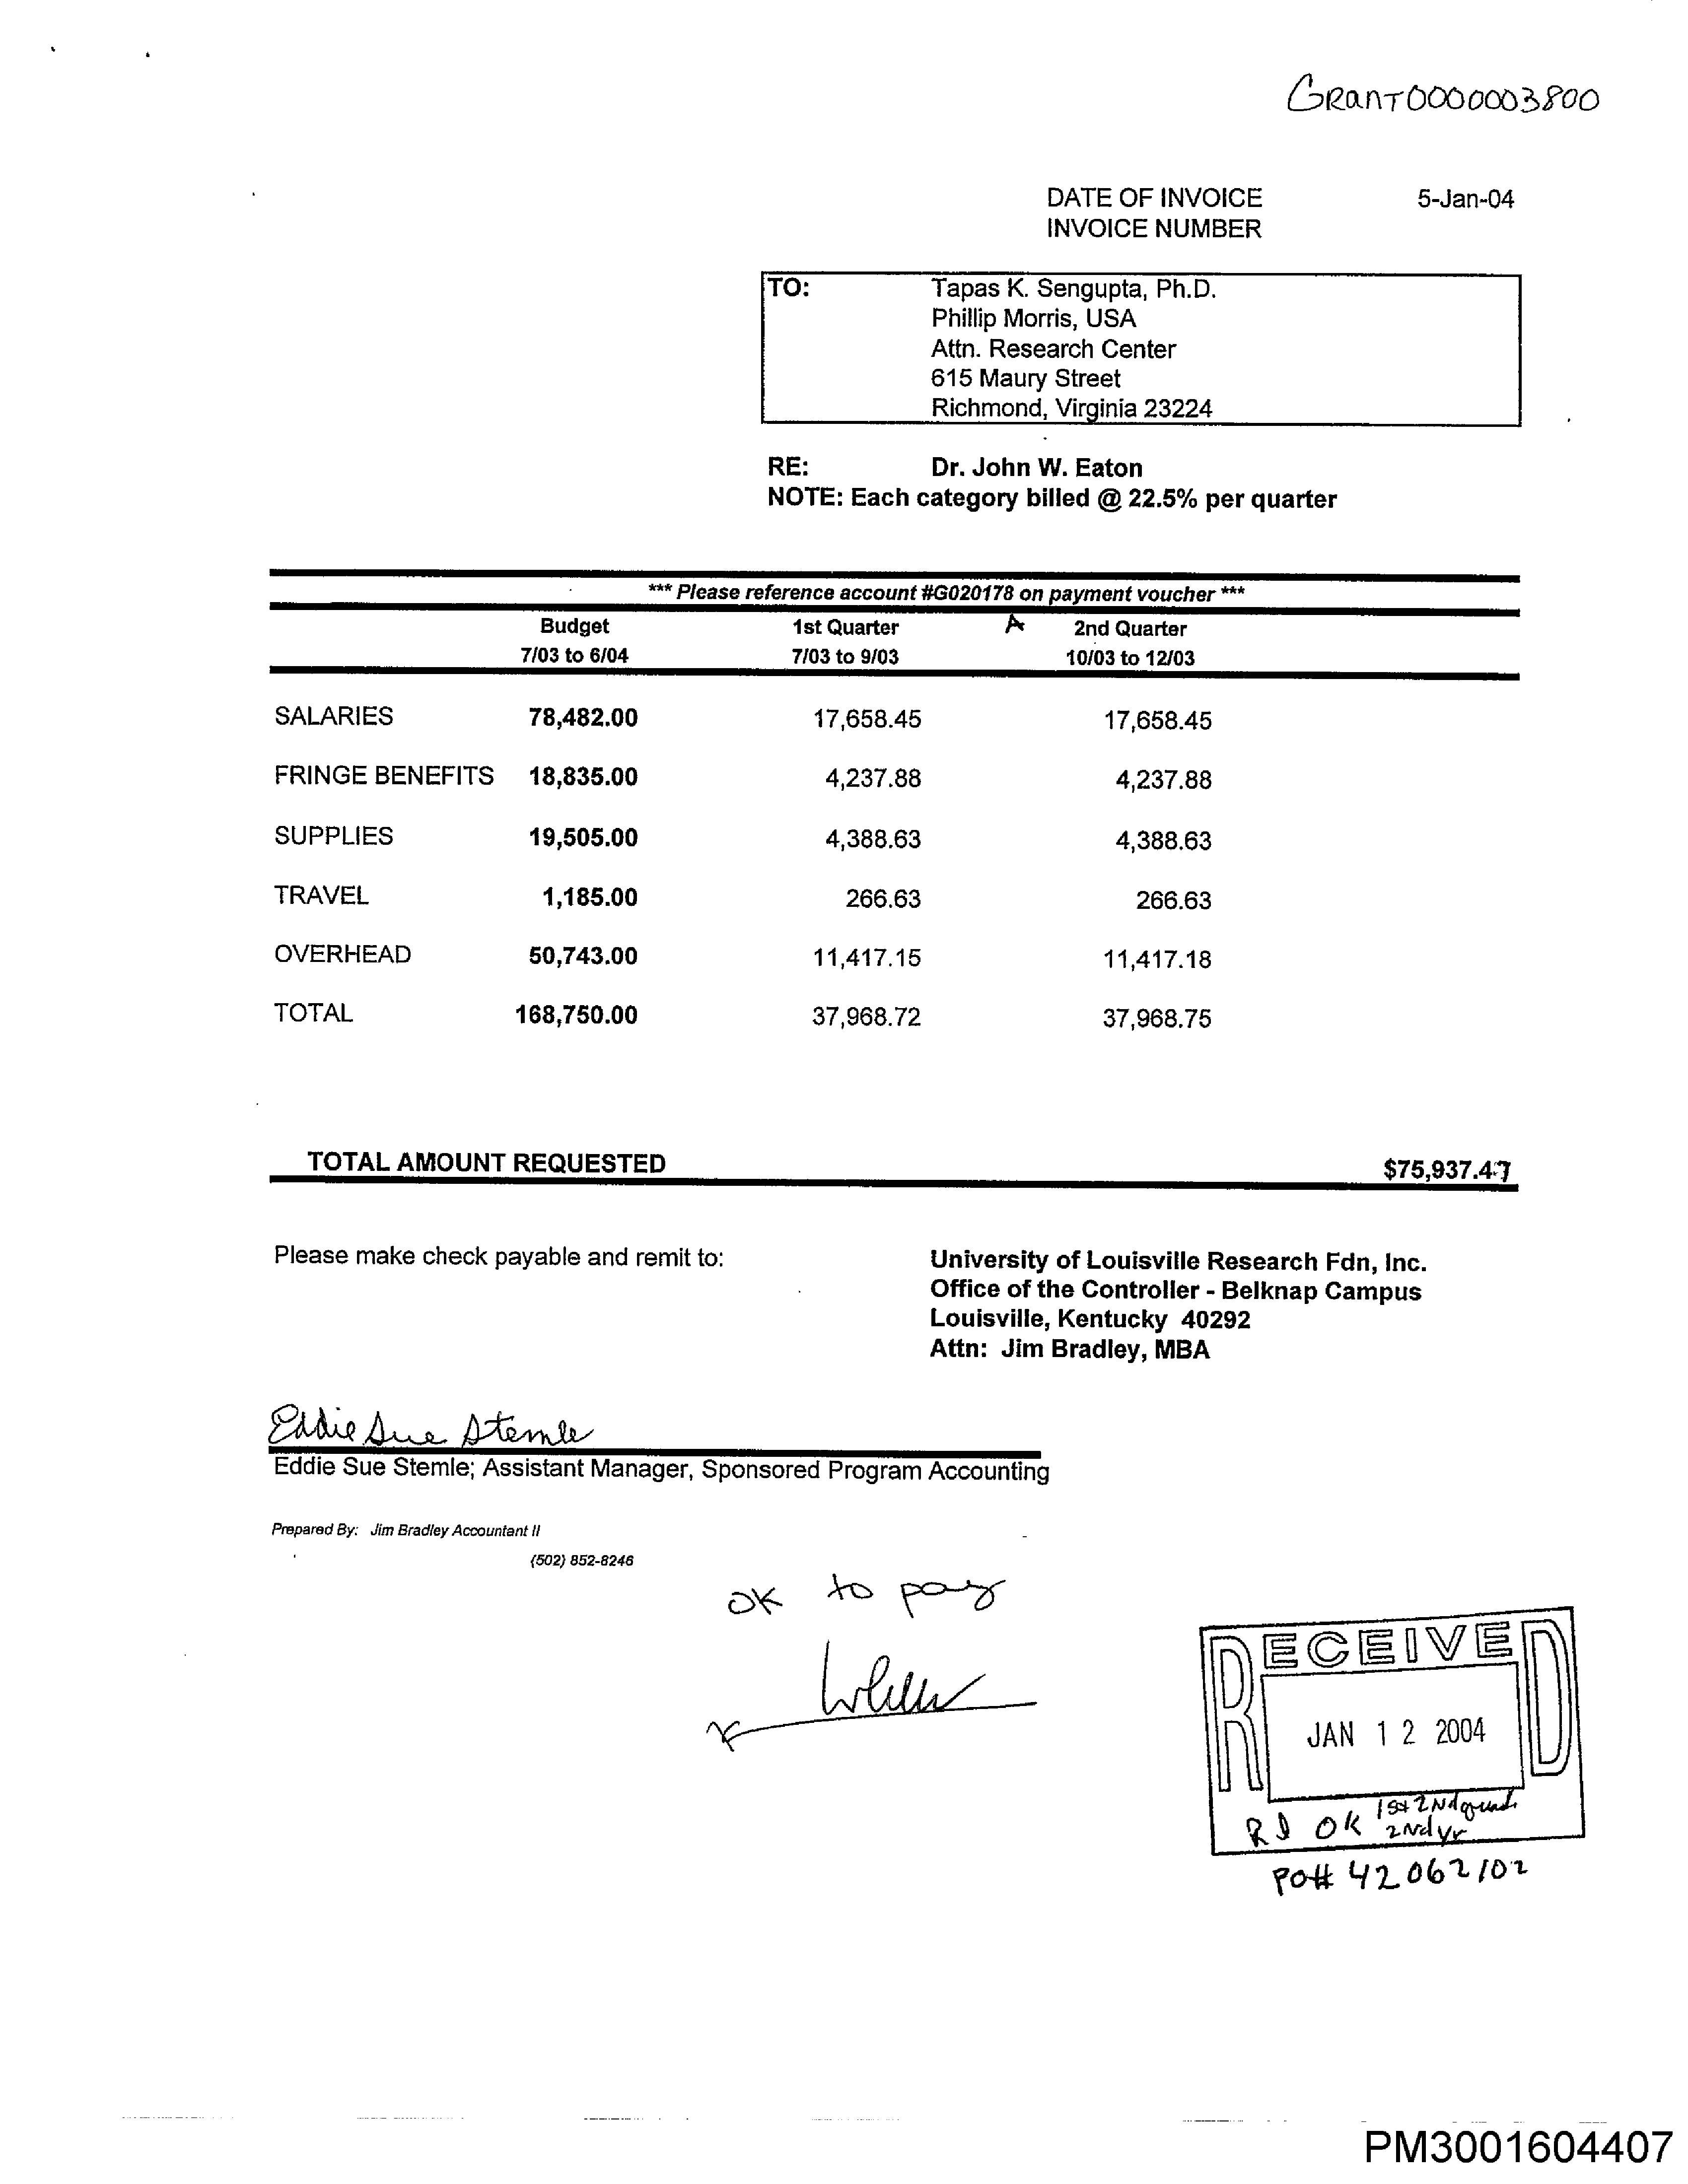 GRANT0000003800
DATE OF INVOICE 5-Jan-04
INVOICE NUMBER
TO: Tapas K. Sengupta, Ph.D.
Phillip Morris, USA
Attn. Research Center
615 Maury Street
Richmond, Virginia 23224
RE: Dr. John W. Eaton
NOTE: Each category billed @ 22.5% per quarter
*** Please reference account #G020178 on payment voucher ***
Budget 1st Quarter A 2nd Quarter
7/03 to 6/04 7/03 to 9/03 10/03 to 12/03
SALARIES 78,482.00 17,658.45 17,658.45
FRINGE BENEFITS 18,835.00 4,237.88 4,237.88
SUPPLIES 19,505.00 4,388.63 4,388.63
TRAVEL 1,185.00 266.63 266.63
OVERHEAD 50,743.00 11,417.15 11,417.18
TOTAL 168,750.00 37,968.72 37,968.75
TOTAL AMOUNT REQUESTED $75,937.47
Please make check payable and remit to: University of Louisville Research Fdn, Inc.
Office of the Controller - Belknap Campus
Louisville, Kentucky 40292
Attn: Jim Bradley, MBA
Eddie Sue Stemle
Eddie Sue Stemle; Assistant Manager, Sponsored Program Accounting
Prepared By: Jim Bradley Accountant II
(502) 852-8246
OK to pay
RECEIVED
JAN 12 2004
OK 1st 2Nd
2Nd yr
PO# 42062102
PM3001604407